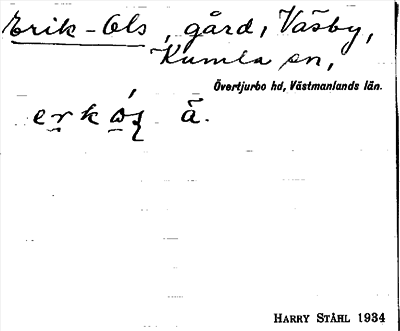 Erik-Ols, gård, Väsby,
Kumla sn,
Övertjurbo hd, Västmanlands län.
ä.
HARRY STÅHL 1934